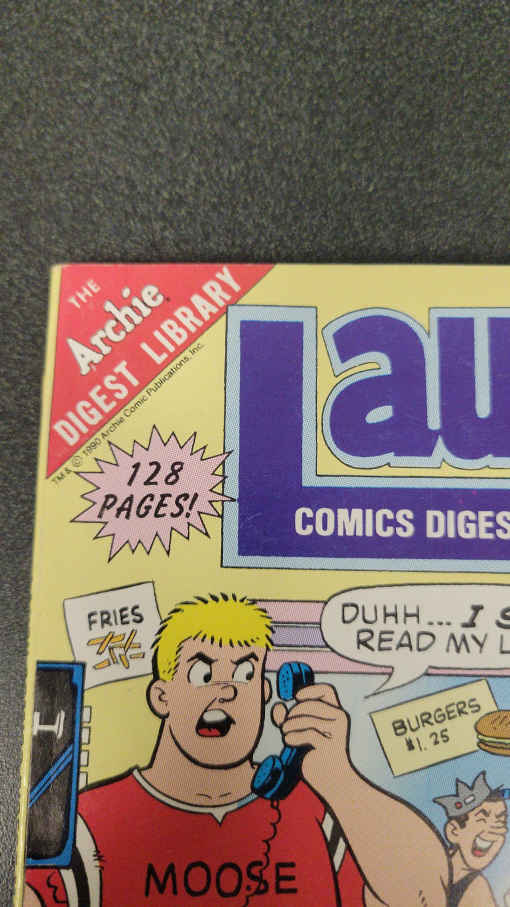 THE
Archie
DIGEST LIBRARY
TM & © 1990 Archie Comic Publications, Inc.
128
PAGES!
Lau
COMICS DIGES
FRIES
DUHH... I S
READ MY L
BURGERS
$1.25
MOOSE